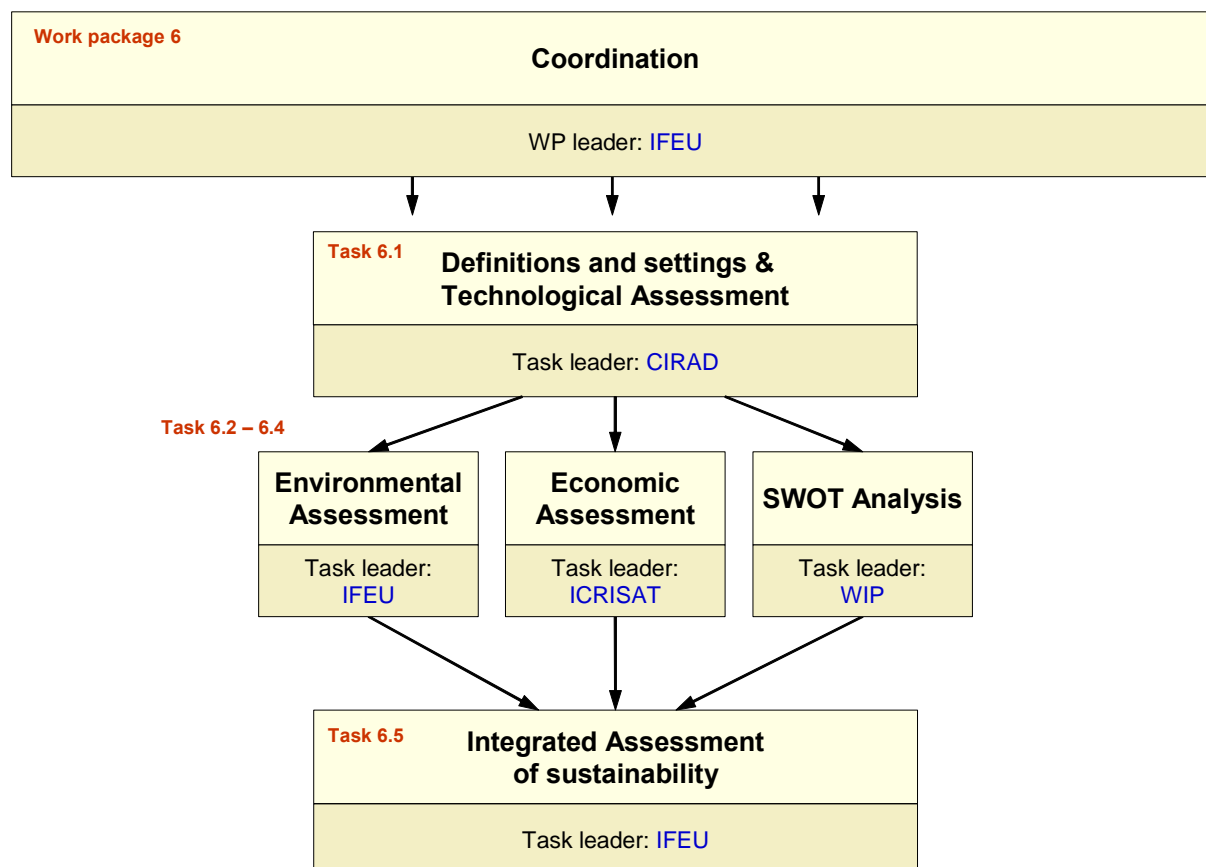 Work package 6
Coordination
WP leader: IFEU
Task 6.1
Definitions and settings &
Technological Assessment
Task leader: CIRAD
Task 6.2 – 6.4
Environmental
Assessment
Task leader:
IFEU
Economic
Assessment
Task leader:
ICRISAT
SWOT Analysis
Task leader:
WIP
Task 6.5
Integrated Assessment
of sustainability
Task leader: IFEU